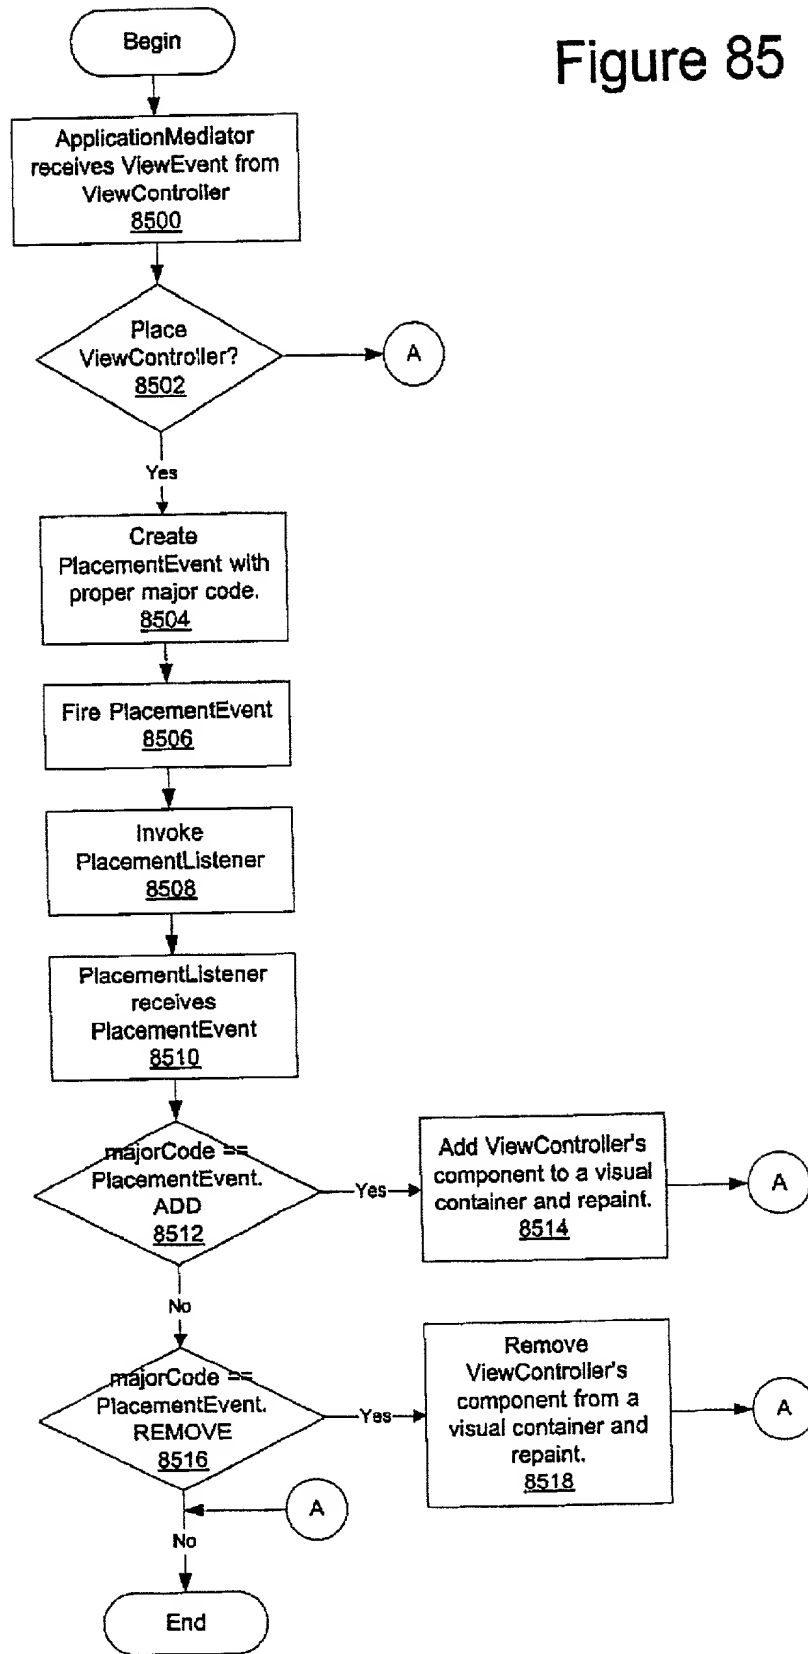 Figure 85
Begin
ApplicationMediator
receives ViewEvent from
ViewController
8500
Place
ViewController?
8502
A
Yes
Create
PlacementEvent with
proper major code.
8504
Fire PlacementEvent
8506
Invoke
PlacementListener
8508
PlacementListener
receives
PlacementEvent
8510
majorCode ==
PlacementEvent.
ADD
8512
Yes
Add ViewController's
component to a visual
container and repaint.
8514
A
No
majorCode ==
PlacementEvent.
REMOVE
8516
Yes
Remove
ViewController's
component from a
visual container and
repaint.
8518
A
A
No
End